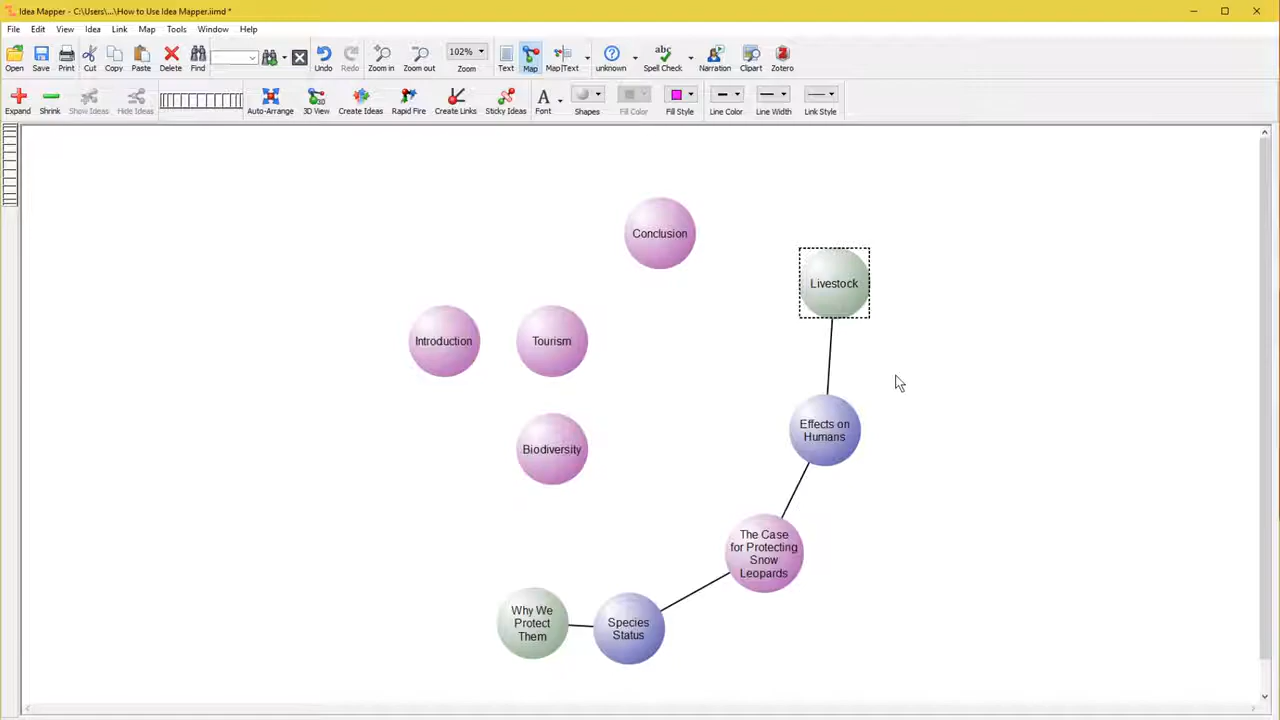 Idea Mapper - C:\Users\...\How to Use Idea Mapper.iimd *
File Edit View Idea Link Map Tools Window Help
Open Save Print Cut Copy Paste Delete Find Undo Redo Zoom in Zoom out 102% Zoom Text Map Map|Text unknown abc Spell Check Narration Clipart Zotero
Expand Shrink Show Ideas Hide Ideas Auto-Arrange 3D View Create Ideas Rapid Fire Create Links Sticky Ideas A Font Shapes Fill Color Fill Style Line Color Line Width Link Style
Conclusion
Livestock
Introduction
Tourism
Effects on
Humans
Biodiversity
The Case
for Protecting
Snow
Leopards
Why We
Protect
Them
Species
Status